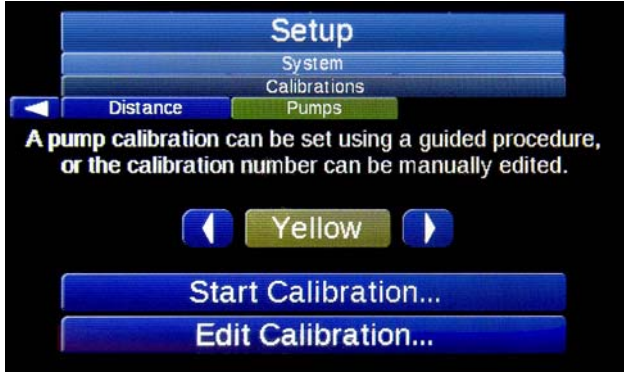 Setup
System
Calibrations
Distance Pumps
A pump calibration can be set using a guided procedure,
or the calibration number can be manually edited.
Yellow
Start Calibration...
Edit Calibration...